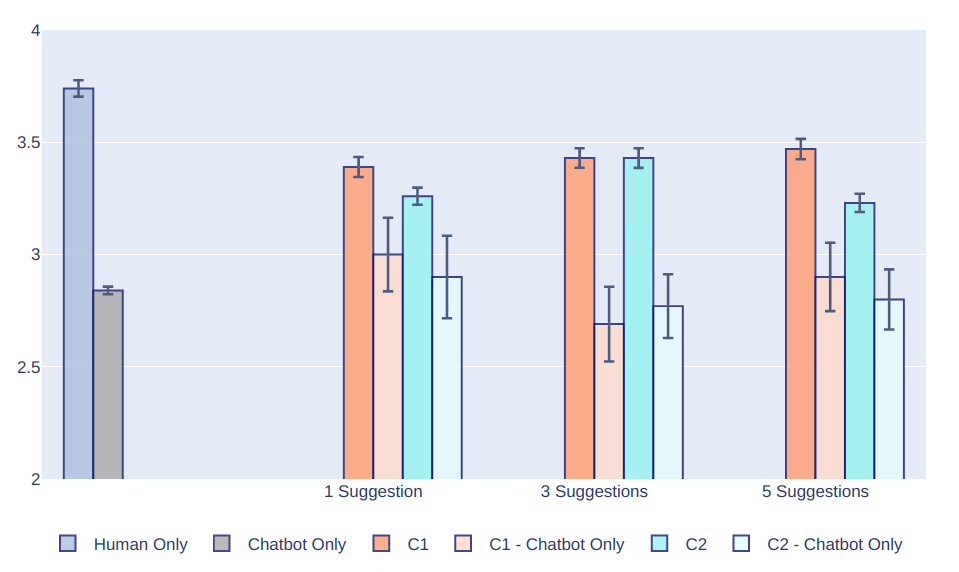 4
3.5
3
2.5
2
1 Suggestion 3 Suggestions 5 Suggestions
Human Only Chatbot Only C1 C1 - Chatbot Only C2 C2 - Chatbot Only